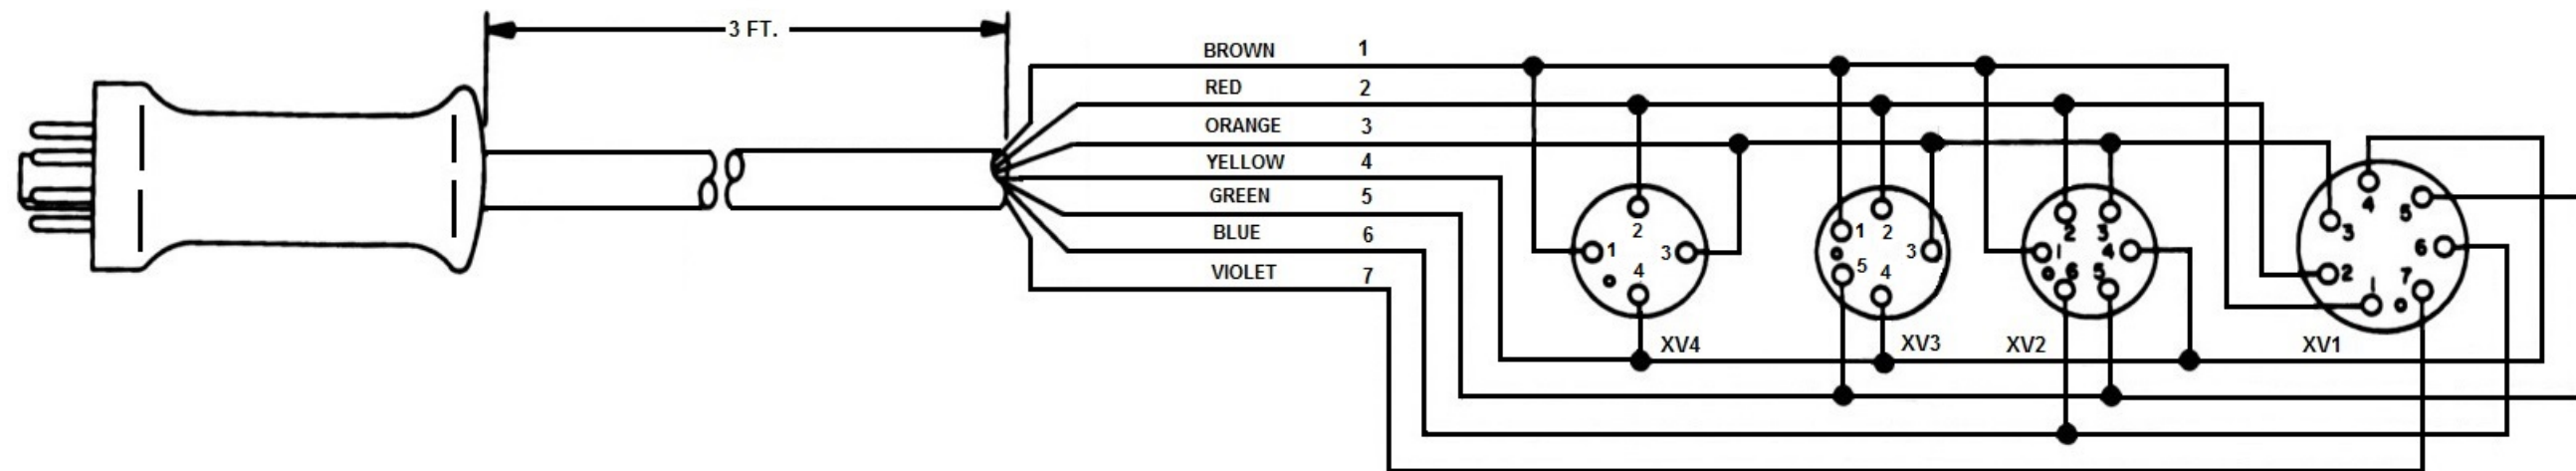 3 FT.
BROWN 1
RED 2
ORANGE 3
YELLOW 4
GREEN 5
BLUE 6
VIOLET 7
2
1 3
4
XV4
1 2
3
5 4
XV3
2 3
1 4
6 5
XV2
4 5
3 6
2 7
1
XV1